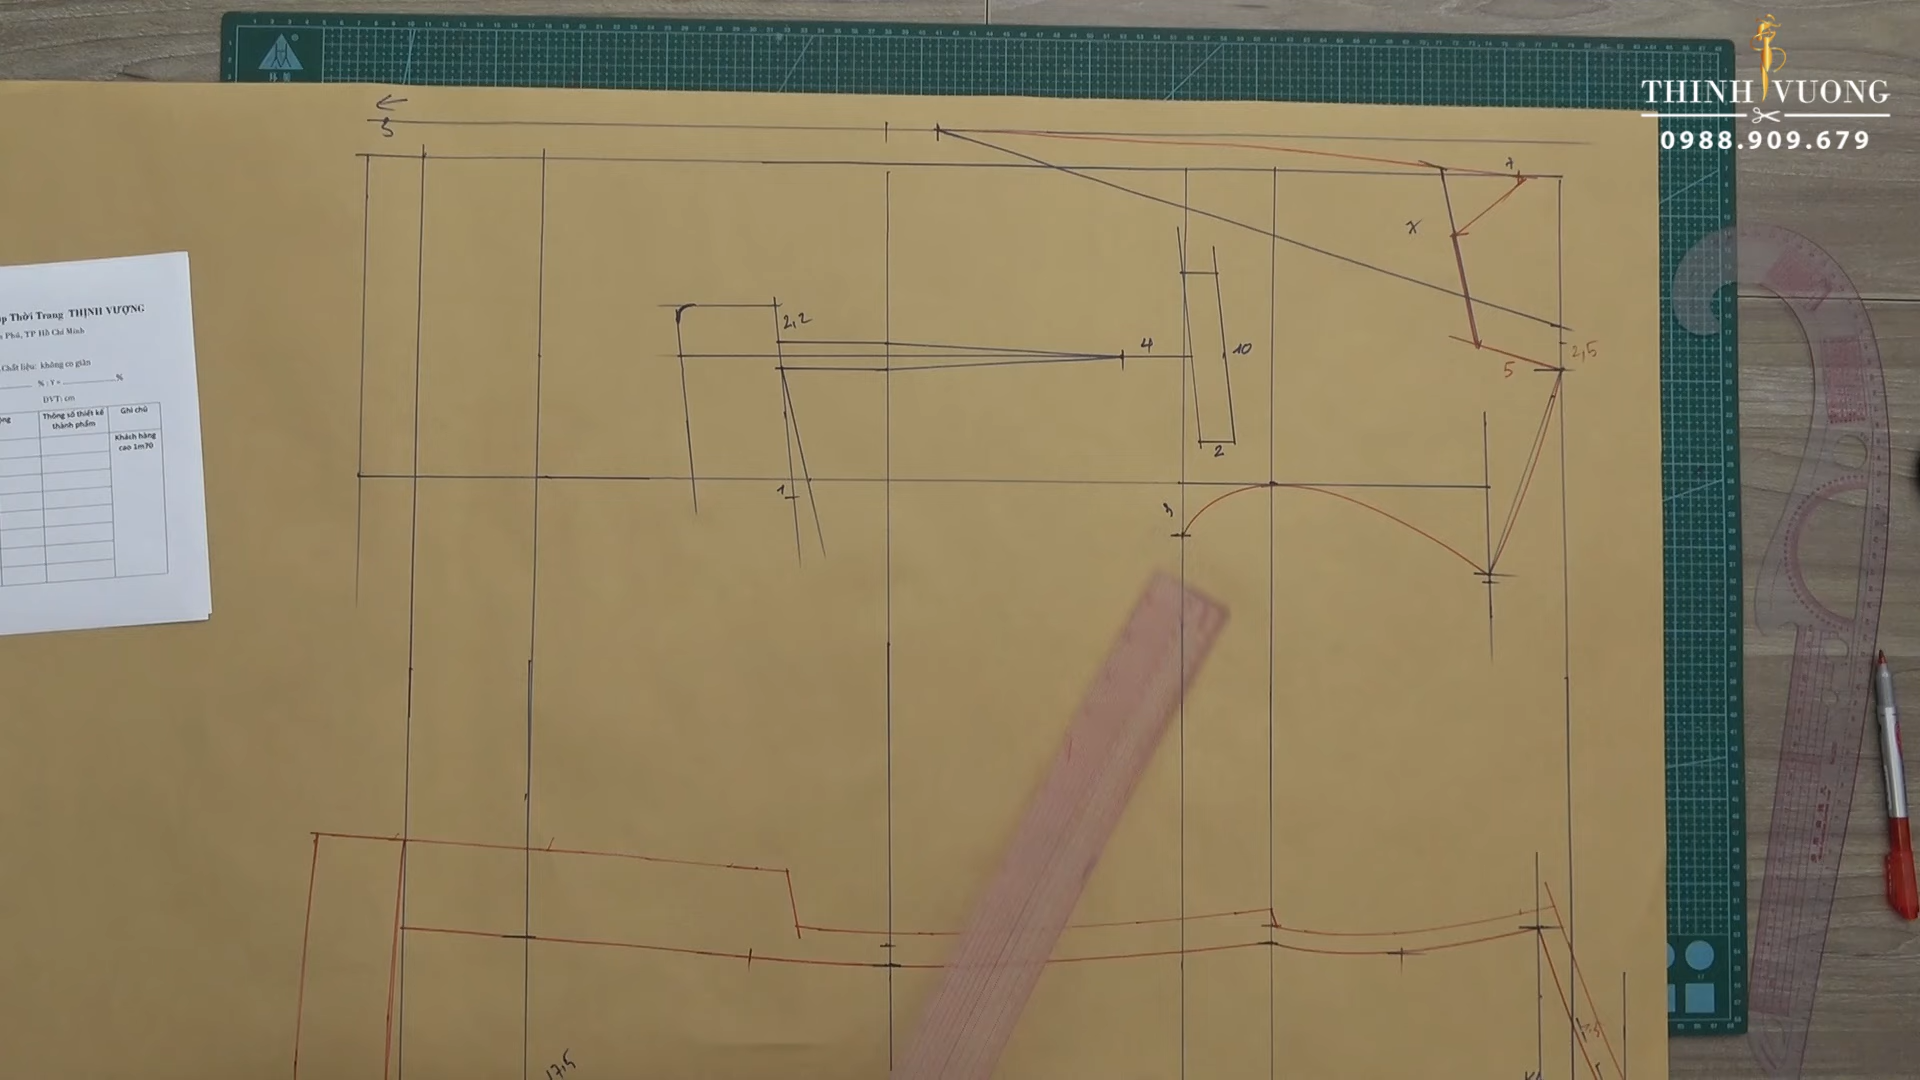 THINH VUONG
0988.909.679
5
x
2,2
4
10
2
2,5
5
1
3
17,5
p Thời Trang THỊNH VƯỢNG
Phú, TP Hồ Chí Minh
Chất liệu: không co giãn
% : Y = ____%
ĐVT: cm
Thông số thiết kế
thành phẩm
Ghi chú
Khách hàng
cao 1m70